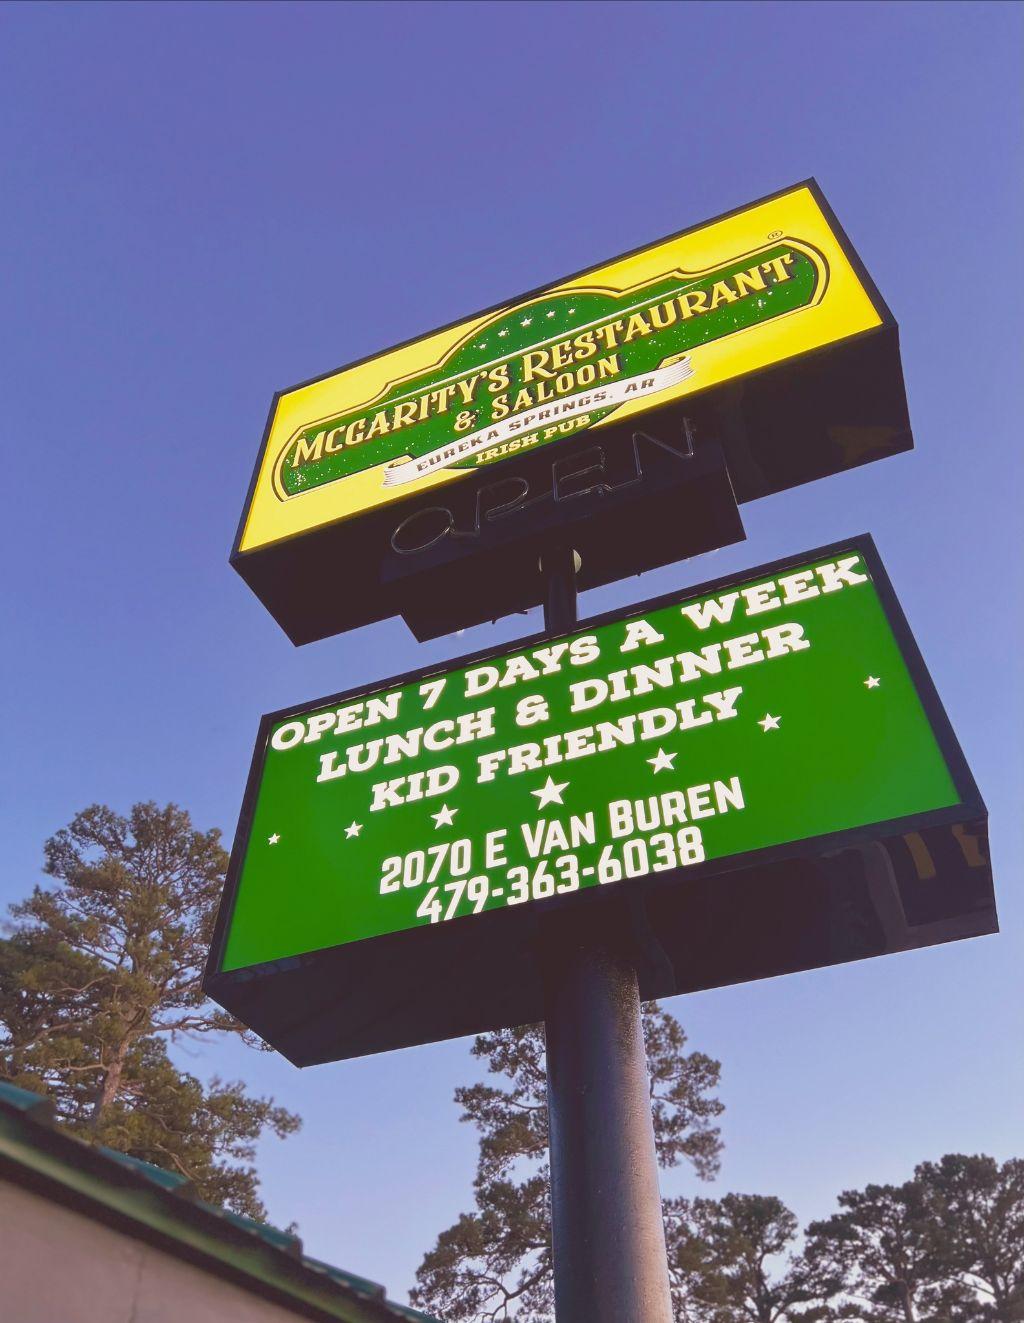 ®
McGarity's Restaurant
& Saloon
Eureka Springs, AR
Irish Pub
OPEN
OPEN 7 DAYS A WEEK
LUNCH & DINNER
KID FRIENDLY
2070 E VAN BUREN
479-363-6038